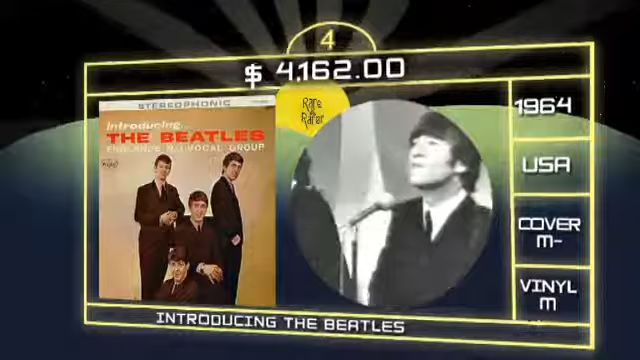 4
$ 4,162.00
STEREOPHONIC
Introducing...
THE BEATLES
ENGLAND'S No.1 VOCAL GROUP
Rare
Rarer
1964
USA
COVER
M-
VINYL
M
INTRODUCING THE BEATLES